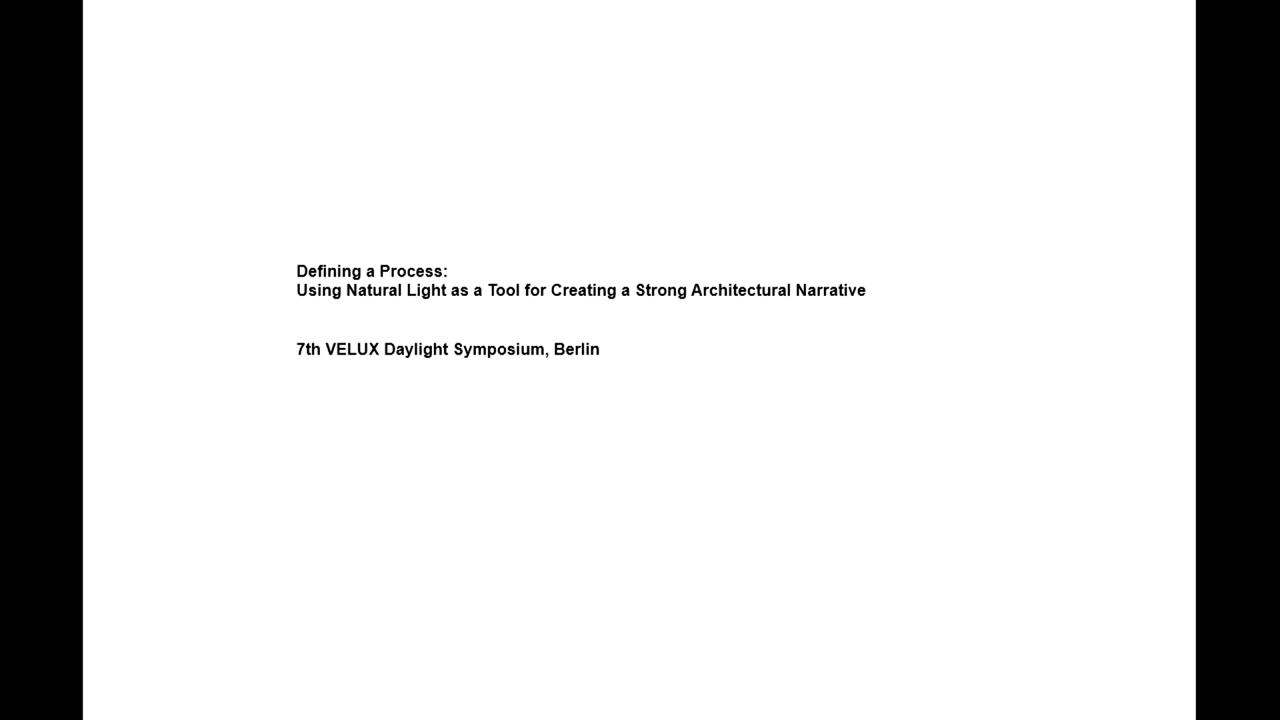 Defining a Process:
Using Natural Light as a Tool for Creating a Strong Architectural Narrative
7th VELUX Daylight Symposium, Berlin